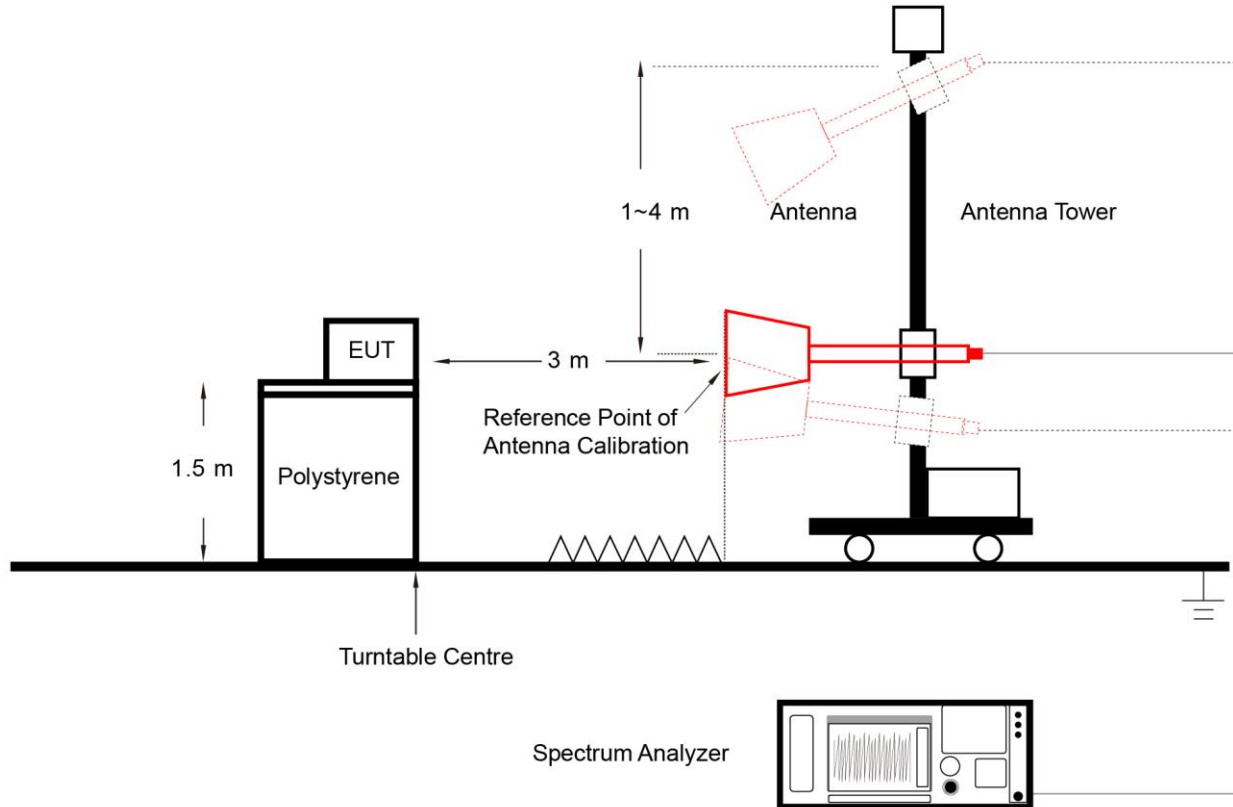 1~4 m
Antenna
Antenna Tower
EUT
3 m
Reference Point of
Antenna Calibration
1.5 m
Polystyrene
Turntable Centre
Spectrum Analyzer